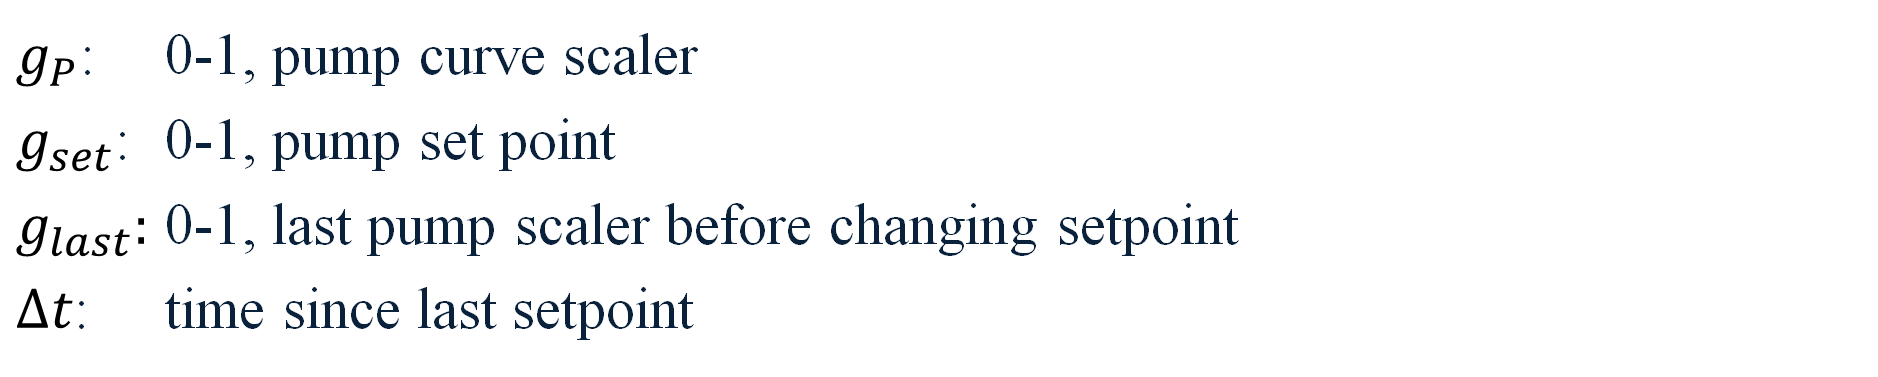 g_P: 0-1, pump curve scaler
g_set: 0-1, pump set point
g_last: 0-1, last pump scaler before changing setpoint
Δt: time since last setpoint